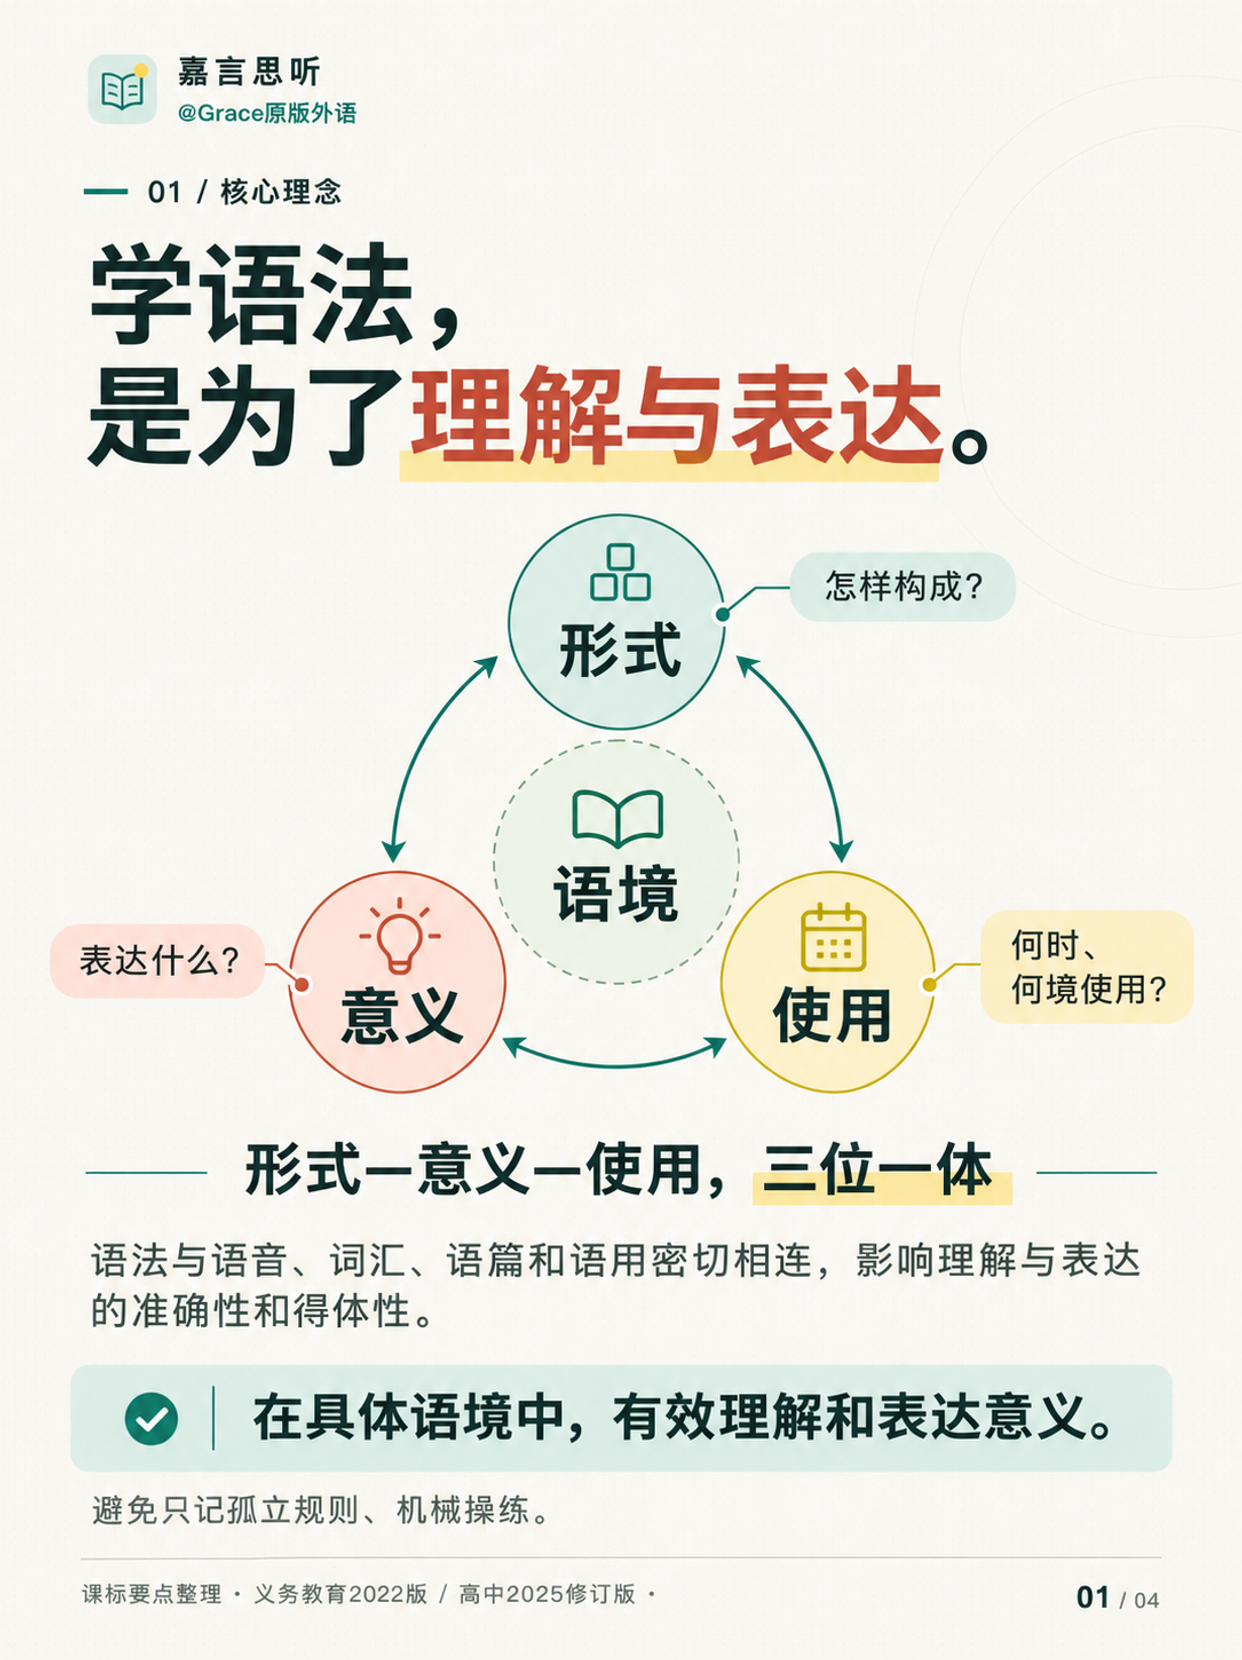 嘉言思听
@Grace原版外语
01 / 核心理念
学语法，
是为了理解与表达。
形式
怎样构成?
语境
意义
表达什么?
使用
何时、
何境使用?
形式—意义—使用，三位一体
语法与语音、词汇、语篇和语用密切相连，影响理解与表达
的准确性和得体性。
在具体语境中，有效理解和表达意义。
避免只记孤立规则、机械操练。
课标要点整理 · 义务教育2022版 / 高中2025修订版 ·
01 / 04